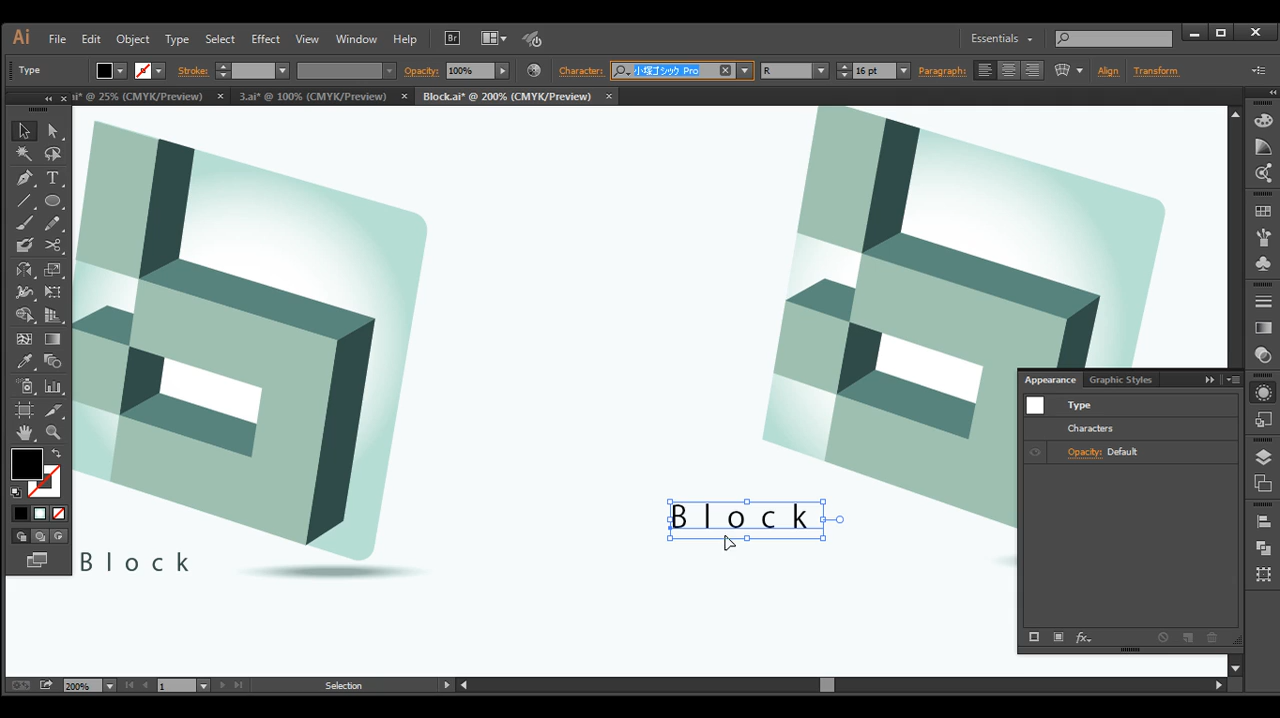 Ai File Edit Object Type Select Effect View Window Help Br Essentials
Type Stroke: Opacity: 100% Character: 小塚ゴシック Pro R 16 pt Paragraph: Align Transform
ai* @ 25% (CMYK/Preview) 3.ai* @ 100% (CMYK/Preview) Block.ai* @ 200% (CMYK/Preview)
Appearance Graphic Styles
Type
Characters
Opacity: Default
Block
Block
200% 1 Selection